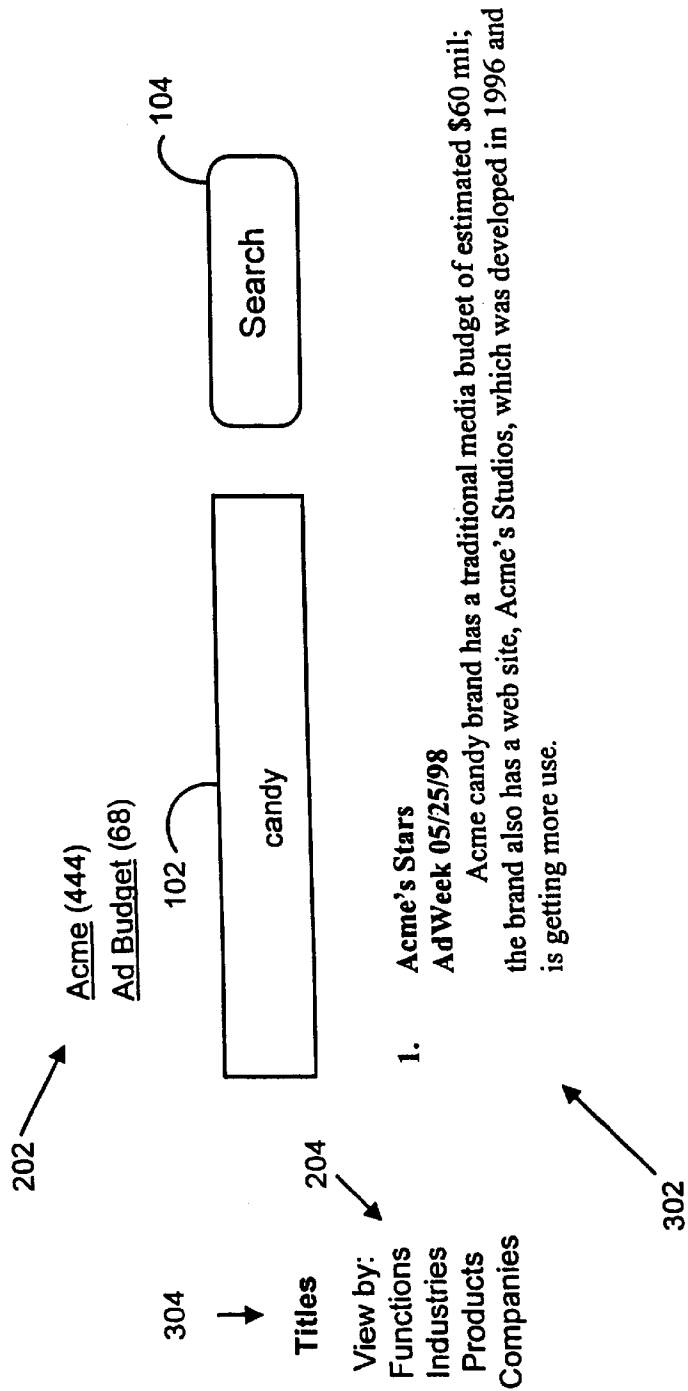 202
Acme (444)
Ad Budget (68)
102
104
candy
Search
304
Titles
204
View by:
Functions
Industries
Products
Companies
1. Acme's Stars
AdWeek 05/25/98
Acme candy brand has a traditional media budget of estimated $60 mil;
the brand also has a web site, Acme's Studios, which was developed in 1996 and
is getting more use.
302